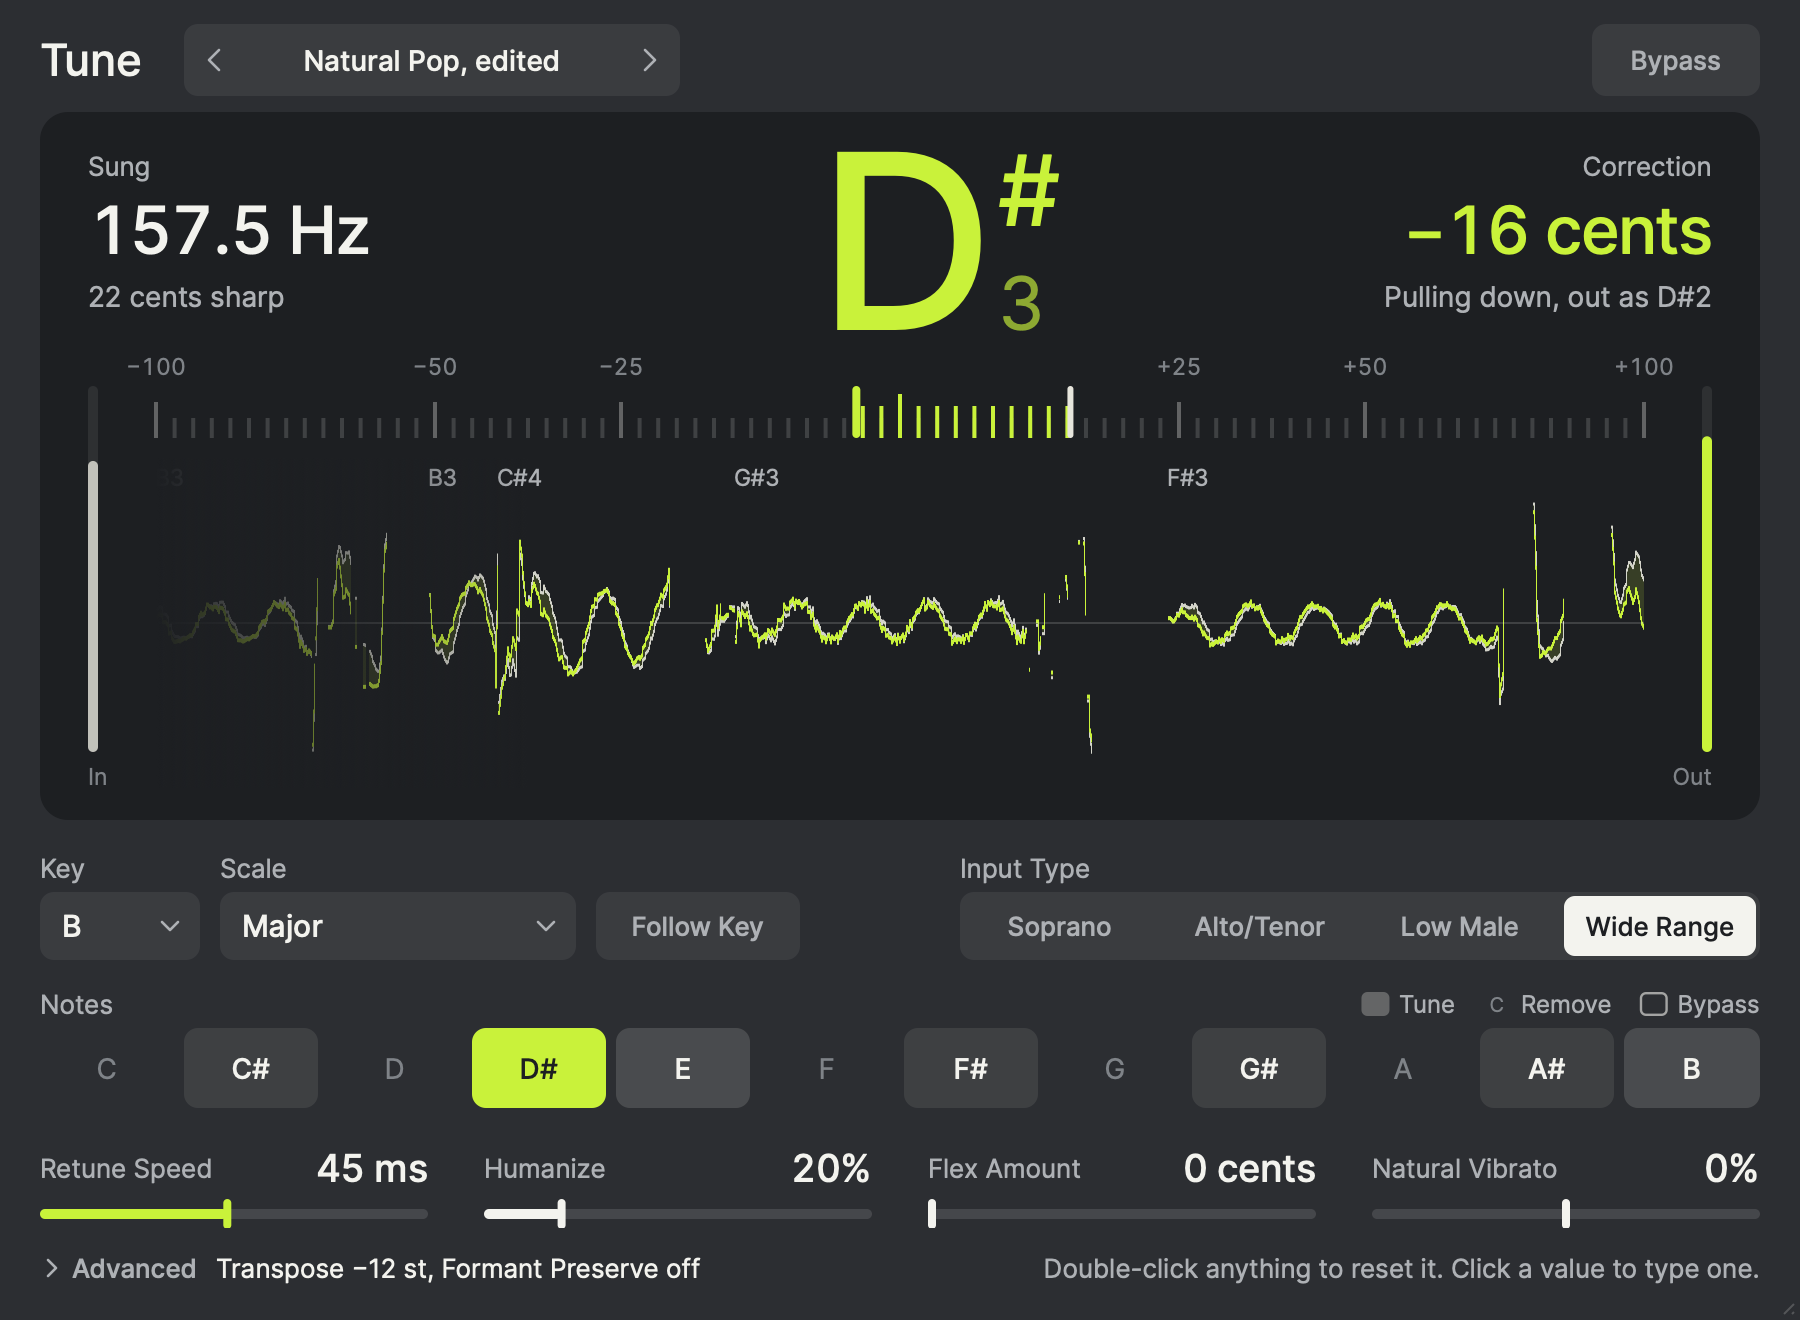 Tune
Natural Pop, edited
Bypass
Sung
157.5 Hz
22 cents sharp
D#3
Correction
−16 cents
Pulling down, out as D#2
−100 −50 −25 +25 +50 +100
B3 C#4 G#3 F#3
In
Out
Key
Scale
Input Type
B
Major
Follow Key
Soprano
Alto/Tenor
Low Male
Wide Range
Notes
Tune
C Remove
Bypass
C C# D D# E F F# G G# A A# B
Retune Speed 45 ms
Humanize 20%
Flex Amount 0 cents
Natural Vibrato 0%
Advanced Transpose −12 st, Formant Preserve off
Double-click anything to reset it. Click a value to type one.